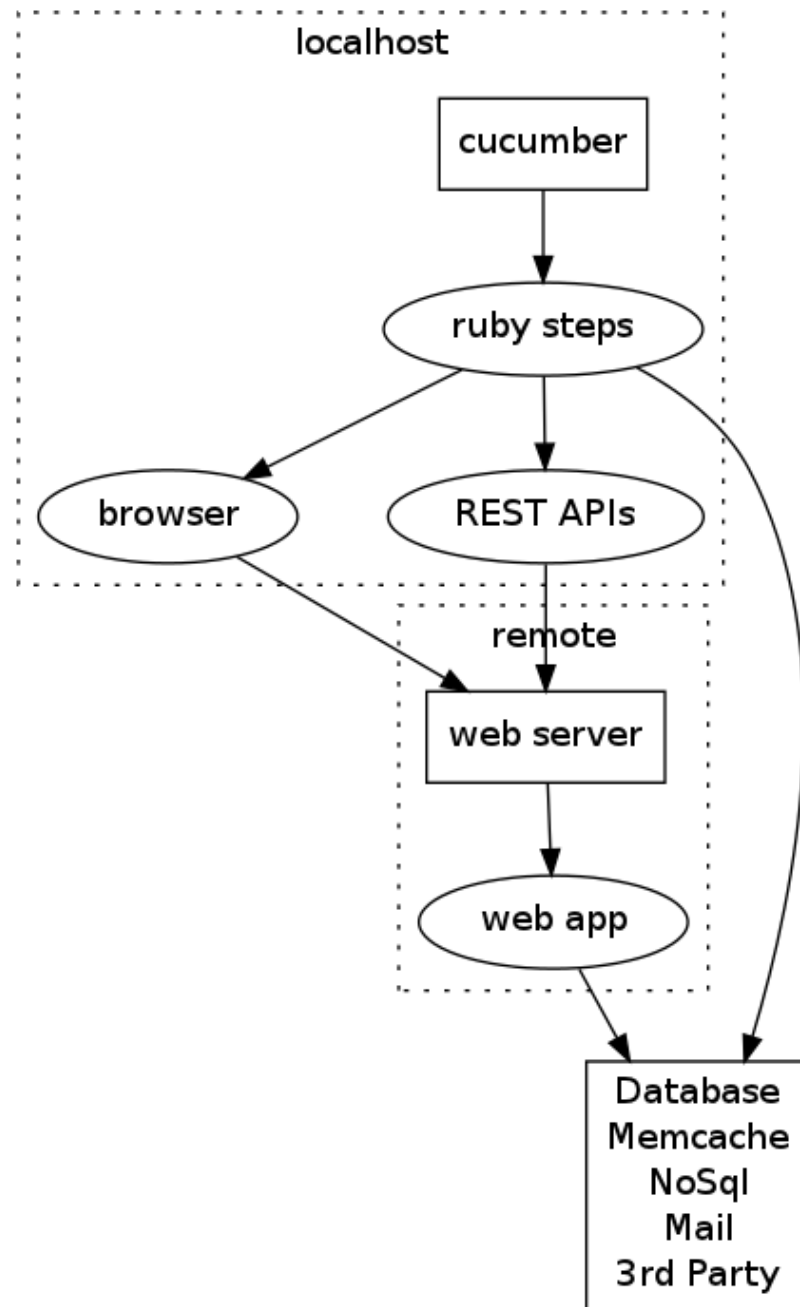 localhost
cucumber
ruby steps
browser
REST APIs
remote
web server
web app
Database
Memcache
NoSql
Mail
3rd Party